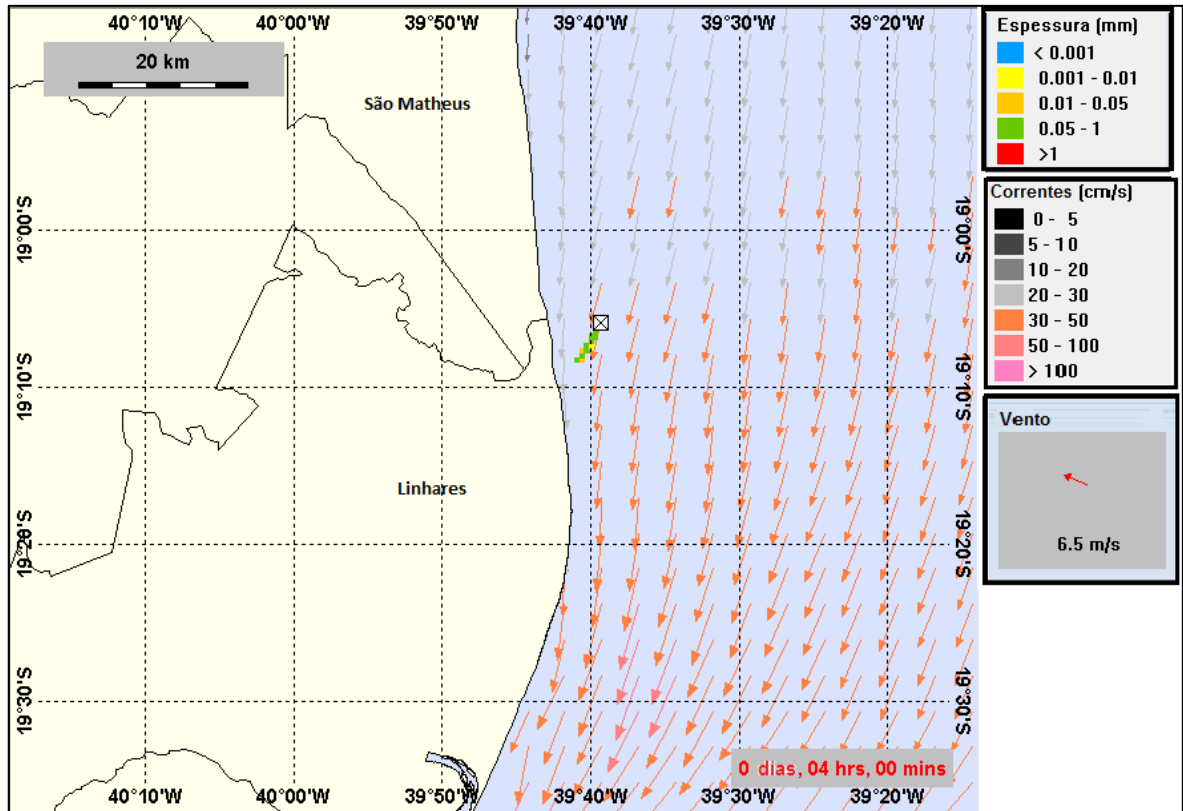 40°10'W 40°00'W 39°50'W 39°40'W 39°30'W 39°20'W
20 km
São Matheus
19°00'S 19°00'S
19°10'S 19°10'S
Linhares
19°20'S 19°20'S
19°30'S 19°30'S
0 dias, 04 hrs, 00 mins
40°10'W 40°00'W 39°50'W 39°40'W 39°30'W 39°20'W
Espessura (mm)
< 0.001
0.001 - 0.01
0.01 - 0.05
0.05 - 1
>1
Correntes (cm/s)
0 - 5
5 - 10
10 - 20
20 - 30
30 - 50
50 - 100
> 100
Vento
6.5 m/s